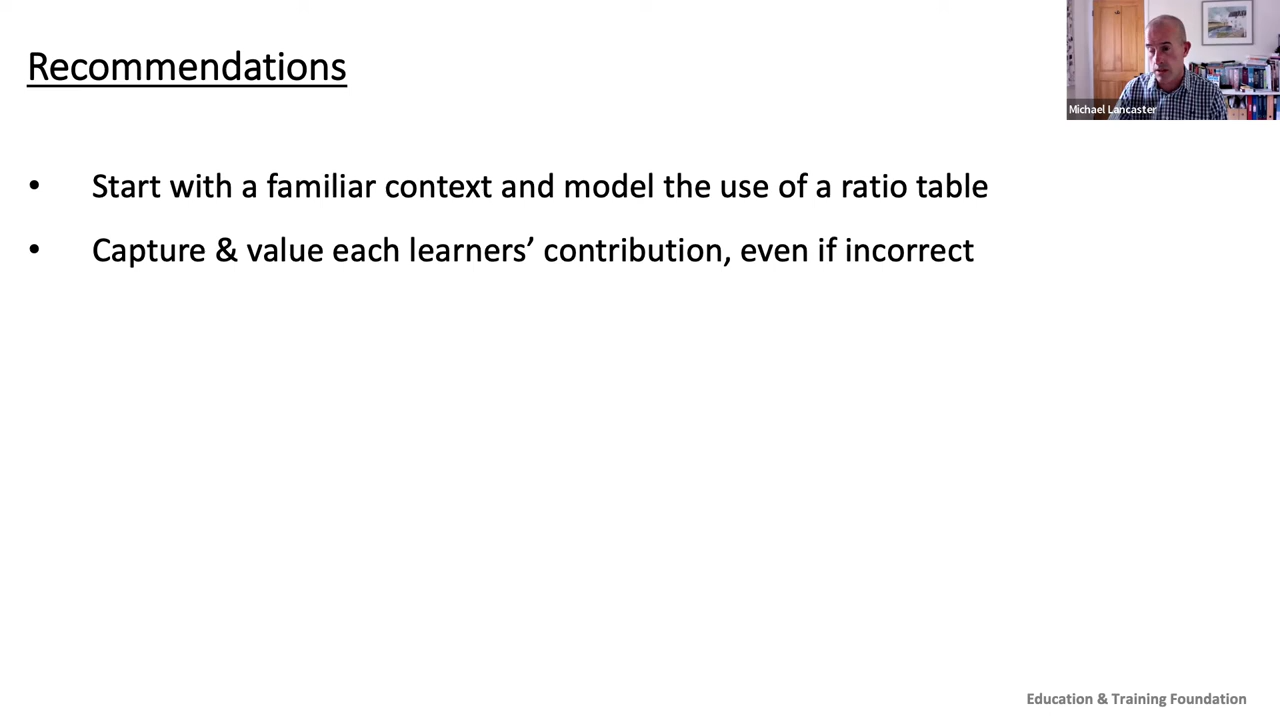 Recommendations
Michael Lancaster
• Start with a familiar context and model the use of a ratio table
• Capture & value each learners’ contribution, even if incorrect
Education & Training Foundation